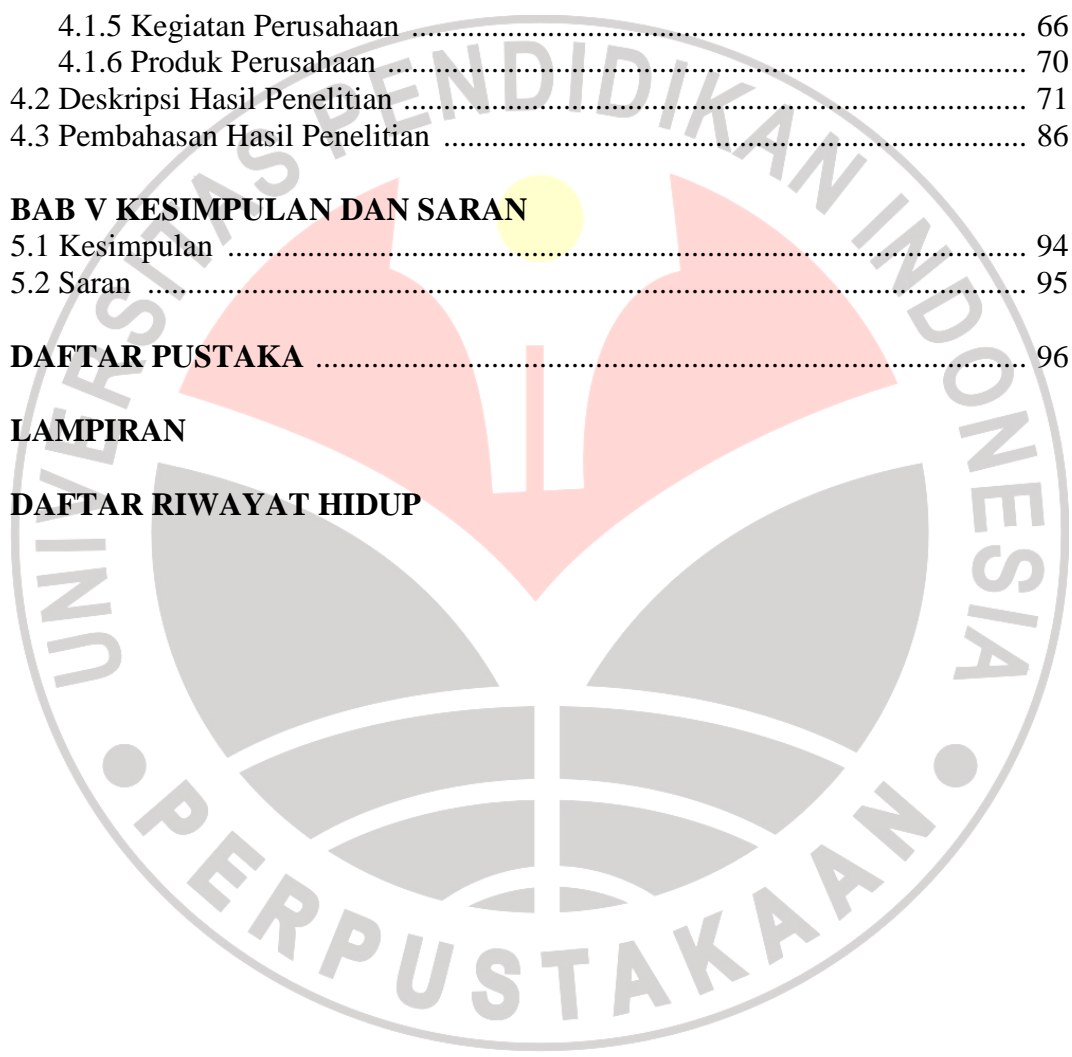 4.1.5 Kegiatan Perusahaan ............................................................................. 66
4.1.6 Produk Perusahaan ................................................................................ 70
4.2 Deskripsi Hasil Penelitian .............................................................................. 71
4.3 Pembahasan Hasil Penelitian ......................................................................... 86
BAB V KESIMPULAN DAN SARAN
5.1 Kesimpulan .................................................................................................... 94
5.2 Saran .............................................................................................................. 95
DAFTAR PUSTAKA ......................................................................................... 96
LAMPIRAN
DAFTAR RIWAYAT HIDUP
UNIVERSITAS PENDIDIKAN INDONESIA
PERPUSTAKAAN